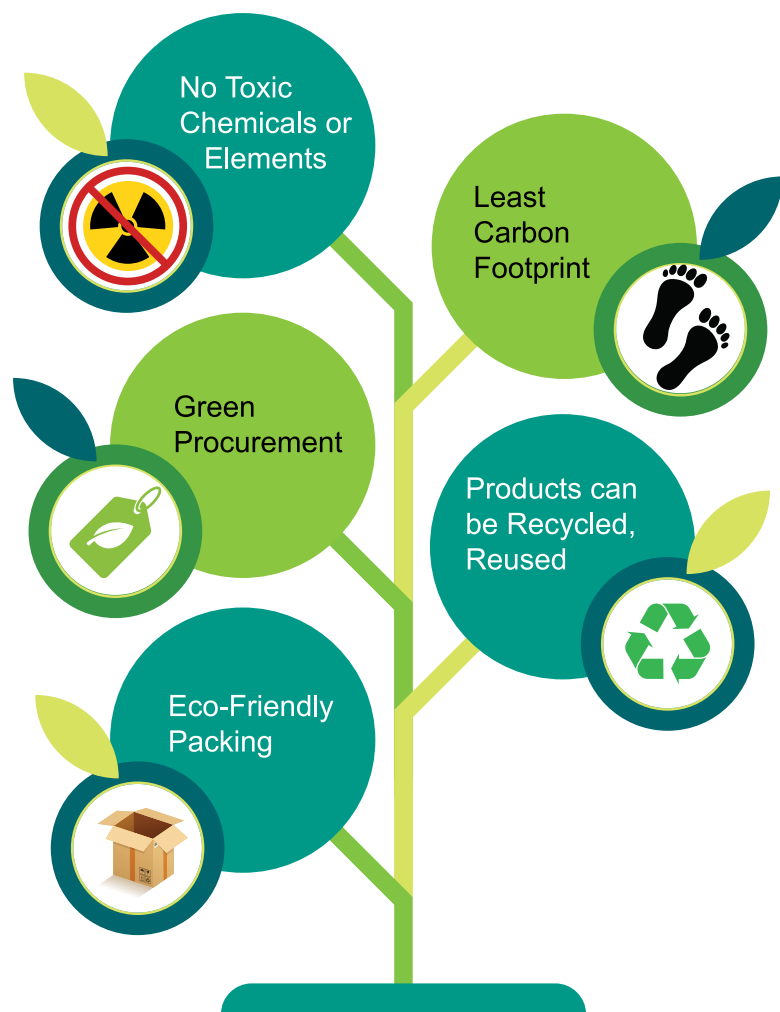 No Toxic
Chemicals or
Elements
Least
Carbon
Footprint
Green
Procurement
Products can
be Recycled,
Reused
Eco-Friendly
Packing